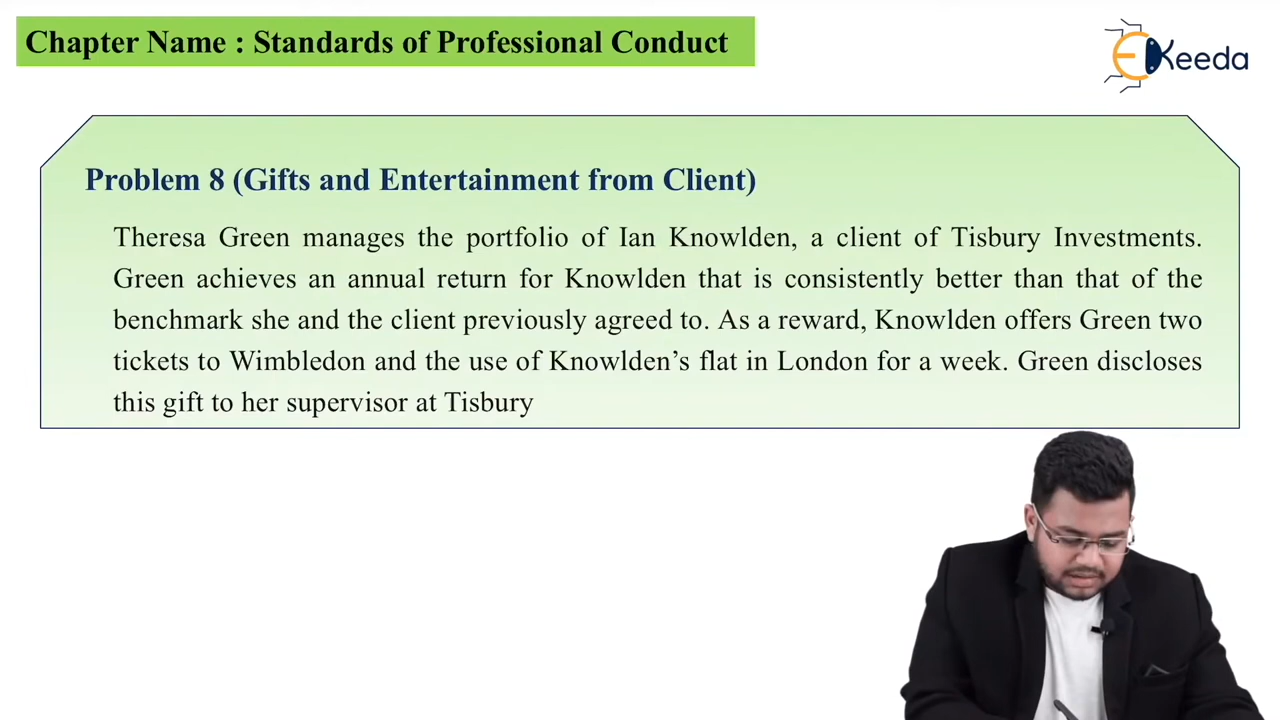 Chapter Name : Standards of Professional Conduct
EKeeda
Problem 8 (Gifts and Entertainment from Client)
Theresa Green manages the portfolio of Ian Knowlden, a client of Tisbury Investments.
Green achieves an annual return for Knowlden that is consistently better than that of the
benchmark she and the client previously agreed to. As a reward, Knowlden offers Green two
tickets to Wimbledon and the use of Knowlden’s flat in London for a week. Green discloses
this gift to her supervisor at Tisbury